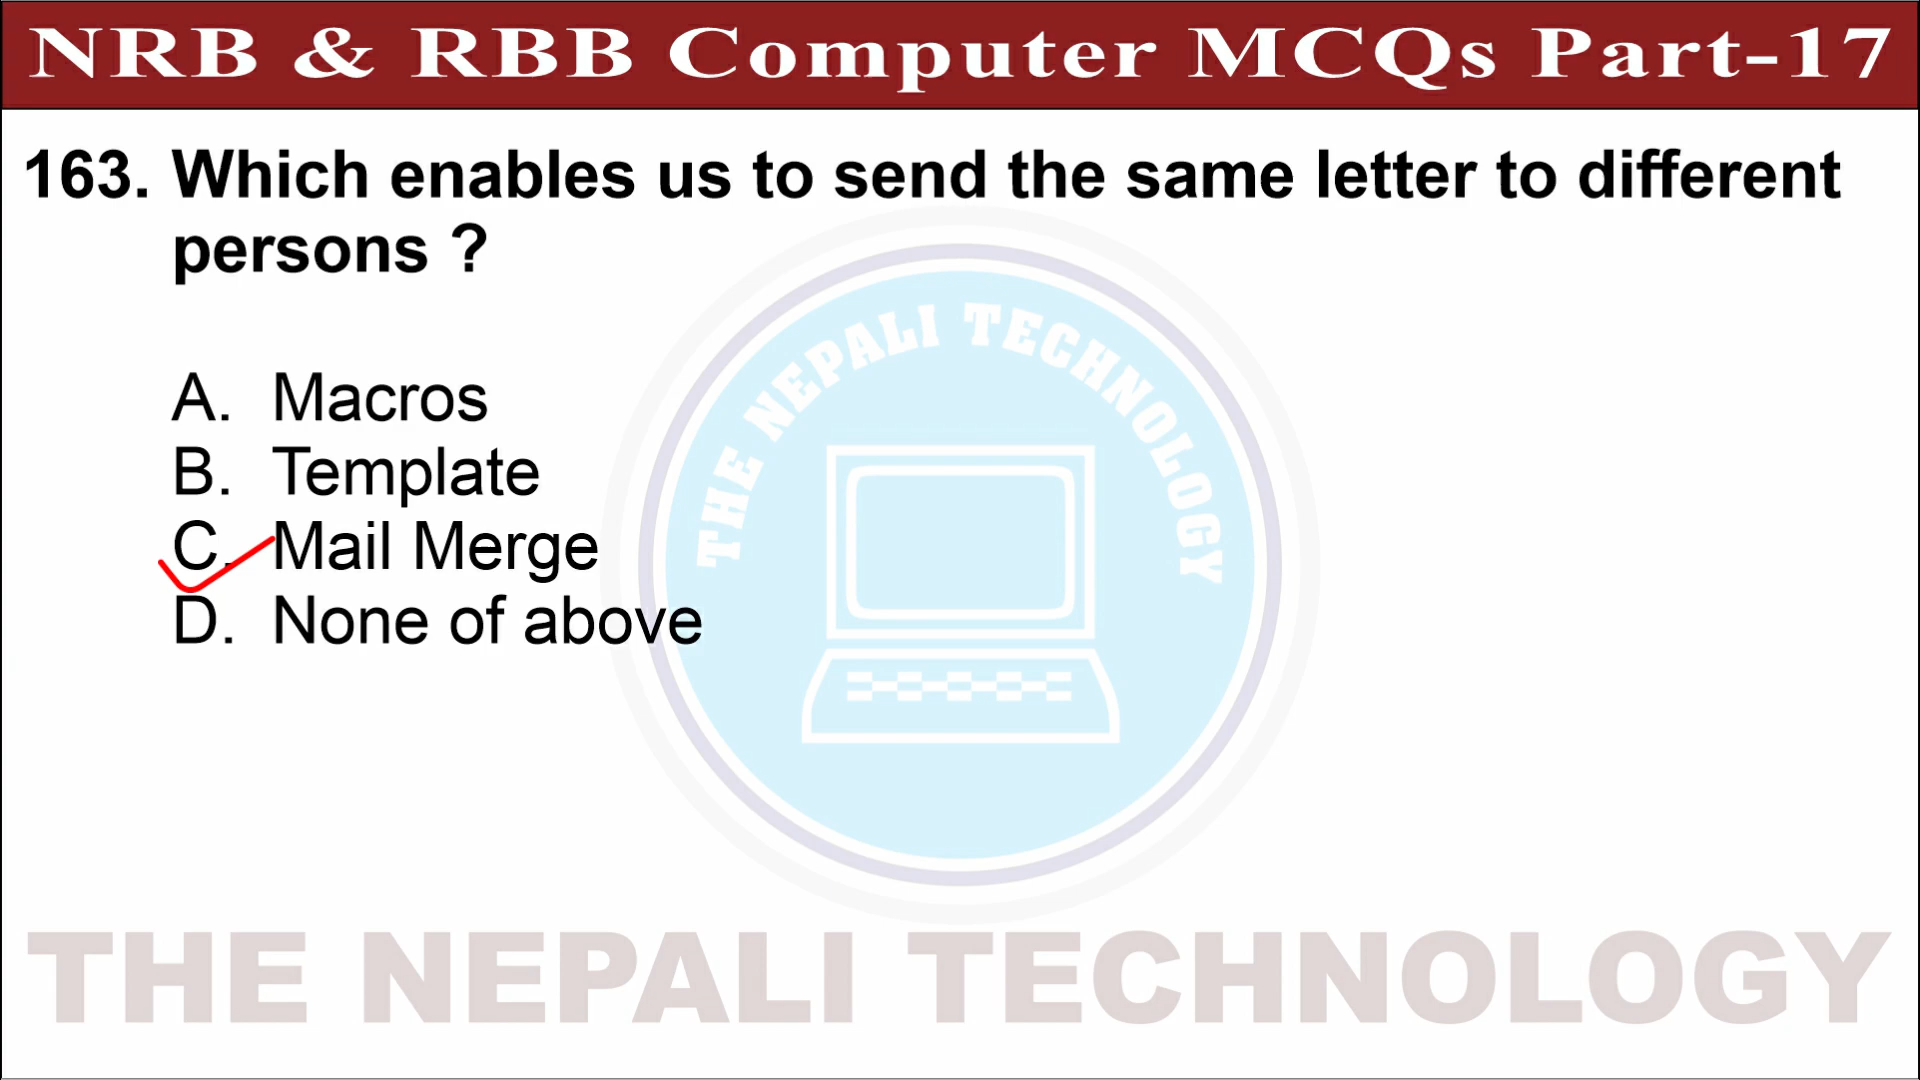 NRB & RBB Computer MCQs Part-17
163. Which enables us to send the same letter to different
persons ?
THE NEPALI TECHNOLOGY
A. Macros
B. Template
C. Mail Merge
D. None of above
THE NEPALI TECHNOLOGY